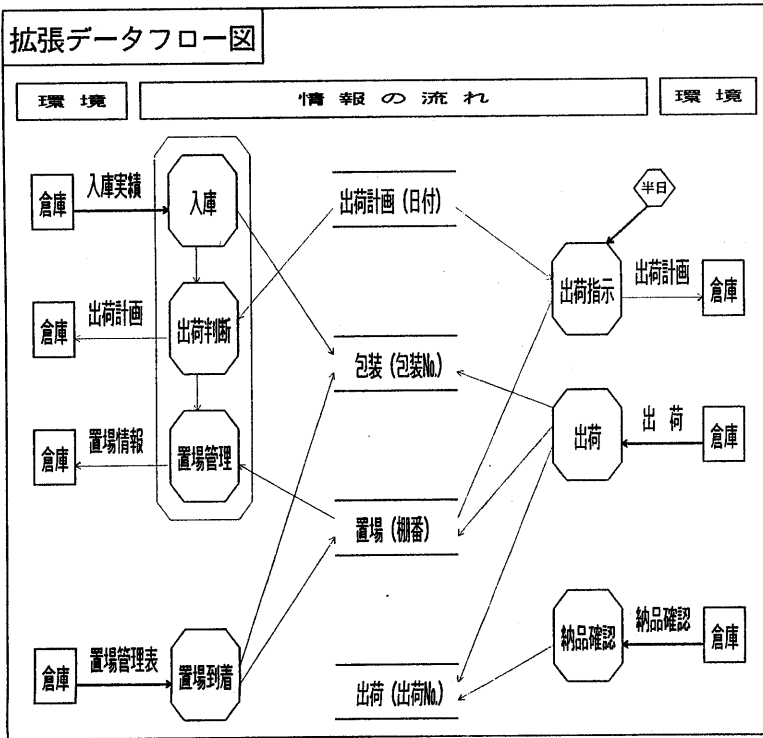 拡張データフロー図
環境
情報の流れ
環境
倉庫
入庫実績
入庫
出荷計画(日付)
半日
倉庫
出荷計画
出荷判断
出荷指示
出荷計画
倉庫
包装(包装No.)
倉庫
置場情報
置場管理
出荷
出荷
倉庫
置場(棚番)
倉庫
置場管理表
置場到着
出荷(出荷No.)
納品確認
納品確認
倉庫